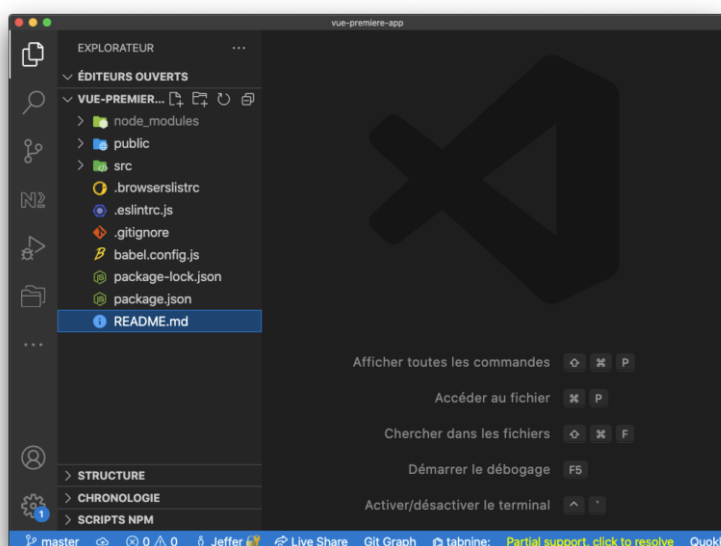 vue-premiere-app
EXPLORATEUR
ÉDITEURS OUVERTS
VUE-PREMIER...
node_modules
public
src
.browserslistrc
.eslintrc.js
.gitignore
babel.config.js
package-lock.json
package.json
README.md
Afficher toutes les commandes ⇧ ⌘ P
Accéder au fichier ⌘ P
Chercher dans les fichiers ⇧ ⌘ F
Démarrer le débogage F5
Activer/désactiver le terminal ^ `
STRUCTURE
CHRONOLOGIE
SCRIPTS NPM
1
master 0 0 Jeffer Live Share Git Graph tabnine: Partial support, click to resolve Quok